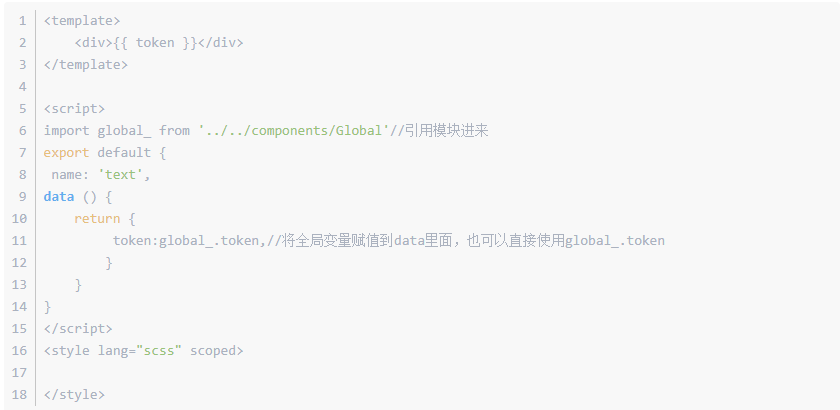 1 <template>
2     <div>{{ token }}</div>
3 </template>
4
5 <script>
6 import global_ from '../../components/Global'//引用模块进来
7 export default {
8  name: 'text',
9 data () {
10     return {
11          token:global_.token,//将全局变量赋值到data里面，也可以直接使用global_.token
12         }
13     }
14 }
15 </script>
16 <style lang="scss" scoped>
17
18 </style>